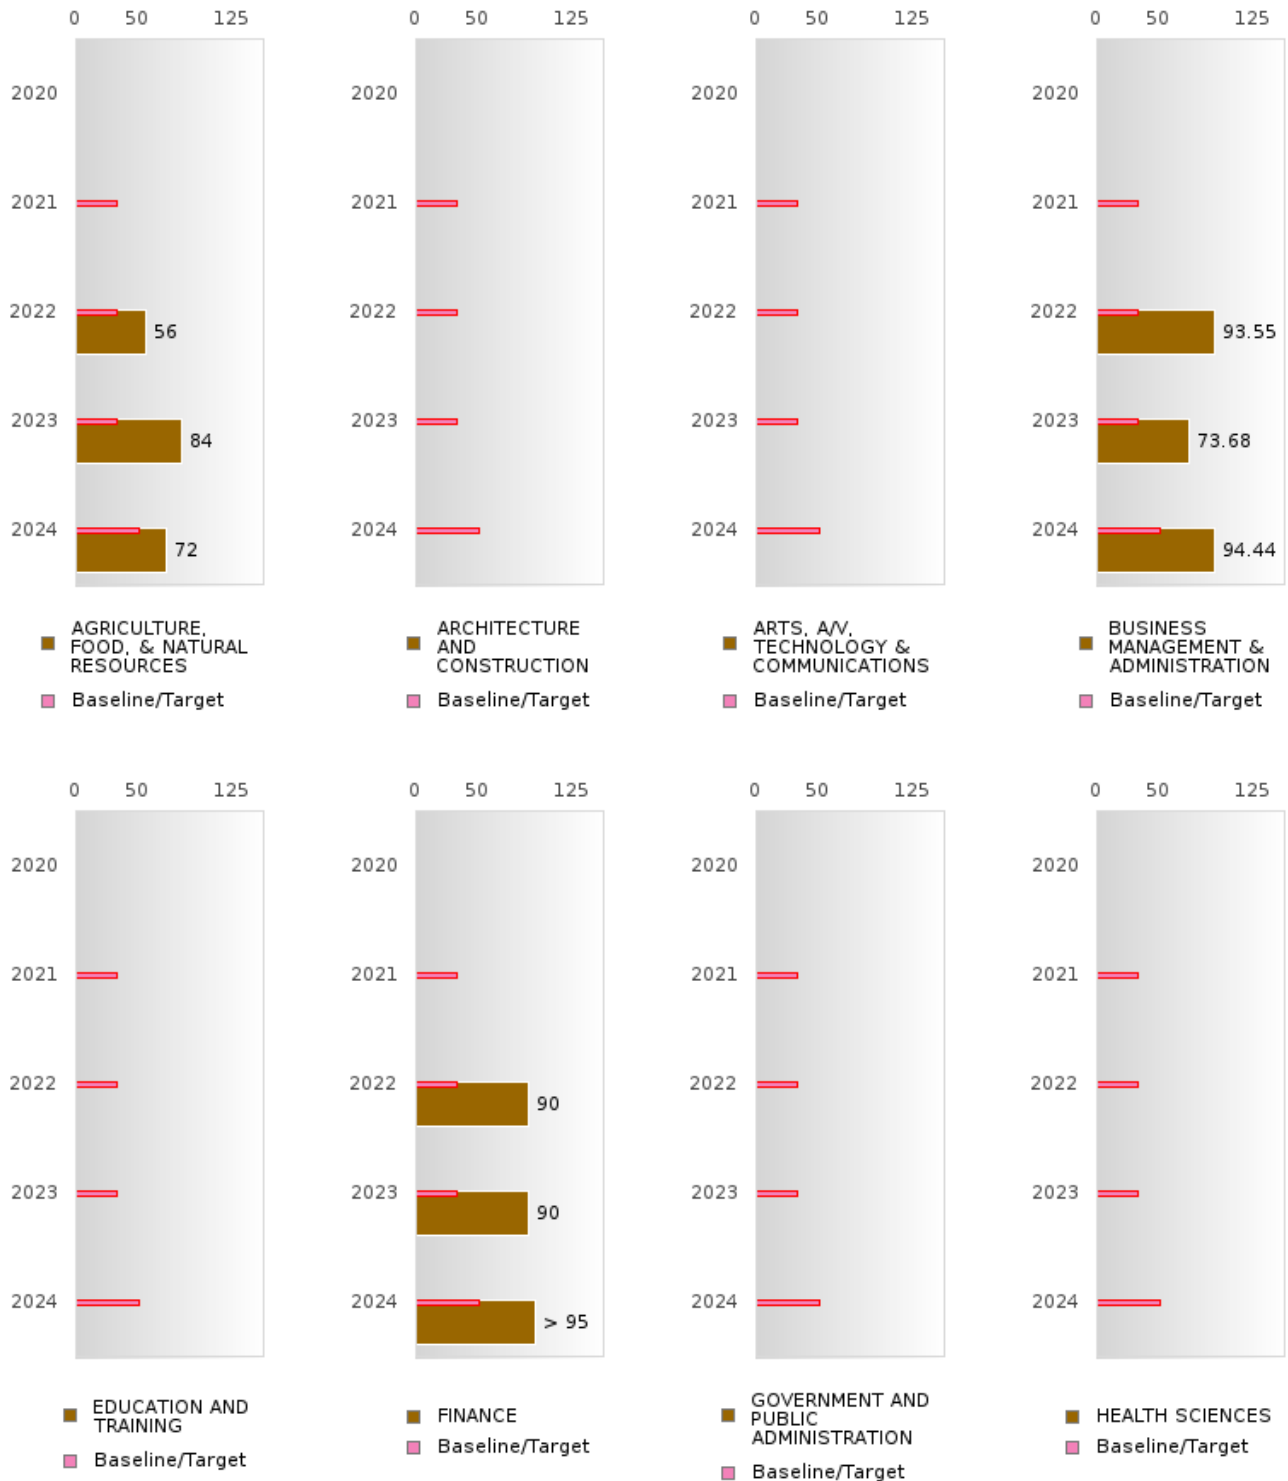 0 50 125 0 50 125 0 50 125 0 50 125
2020 2020 2020 2020
2021 2021 2021 2021
2022 56 2022 2022 2022 93.55
2023 84 2023 2023 2023 73.68
2024 72 2024 2024 2024 94.44
AGRICULTURE,
FOOD, & NATURAL
RESOURCES
Baseline/Target
ARCHITECTURE
AND
CONSTRUCTION
Baseline/Target
ARTS, A/V,
TECHNOLOGY &
COMMUNICATIONS
Baseline/Target
BUSINESS
MANAGEMENT &
ADMINISTRATION
Baseline/Target
0 50 125 0 50 125 0 50 125 0 50 125
2020 2020 2020 2020
2021 2021 2021 2021
2022 2022 90 2022 2022
2023 2023 90 2023 2023
2024 2024 > 95 2024 2024
EDUCATION AND
TRAINING
Baseline/Target
FINANCE
Baseline/Target
GOVERNMENT AND
PUBLIC
ADMINISTRATION
Baseline/Target
HEALTH SCIENCES
Baseline/Target